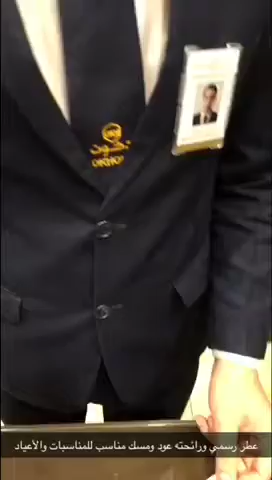 عطر رسمي ورائحته عود ومسك مناسب للمناسبات والأعياد